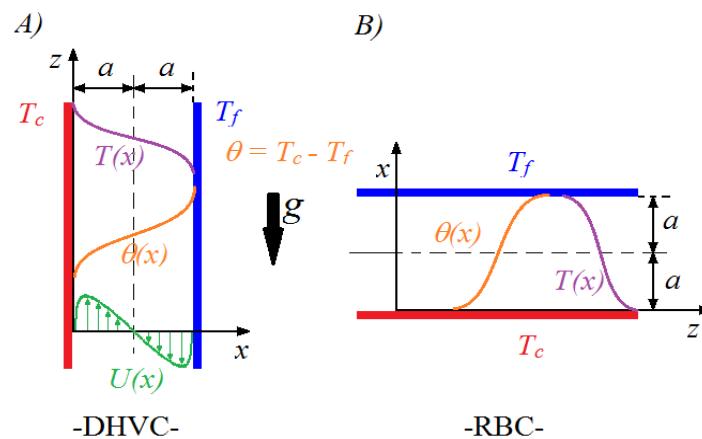 A)
z
a
a
T_c
T_f
T(x)
θ = T_c - T_f
g
θ(x)
x
U(x)
-DHVC-
B)
x
T_f
θ(x)
a
T(x)
a
z
T_c
-RBC-